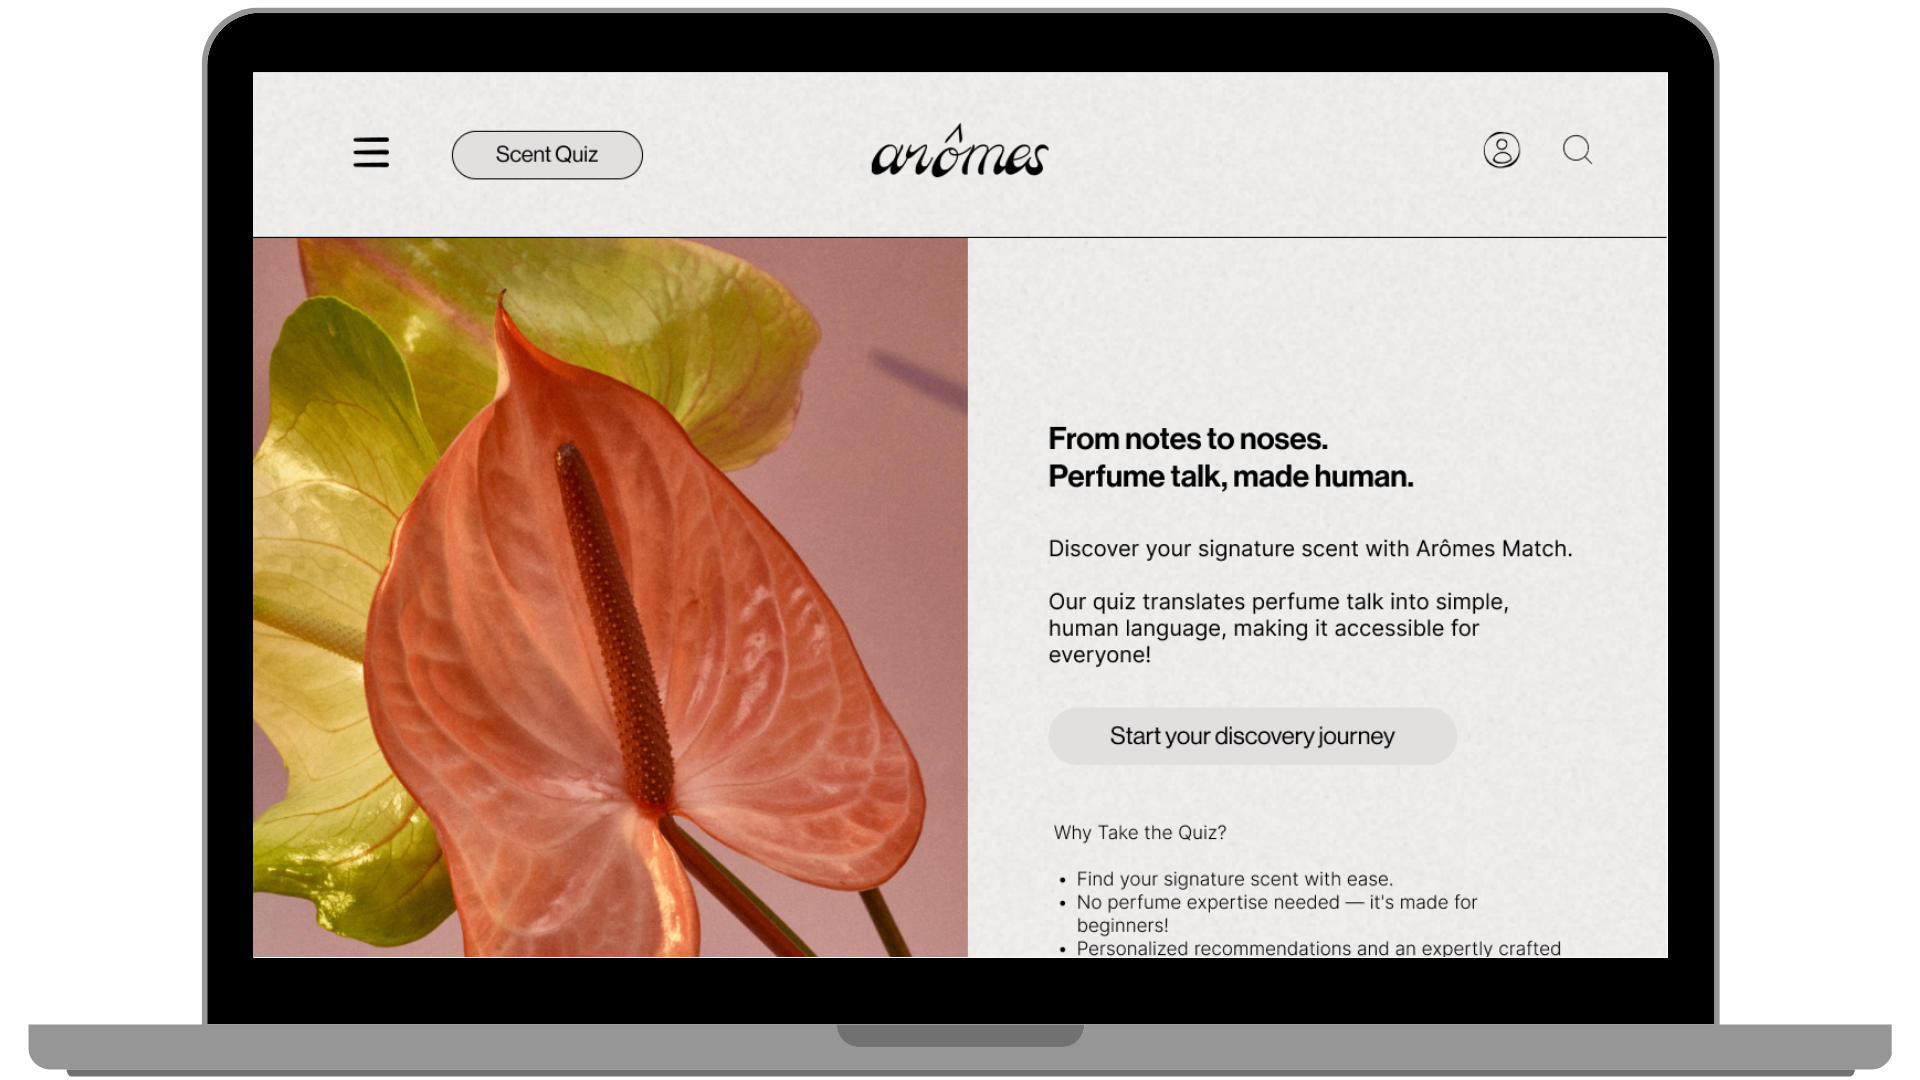 Scent Quiz
arômes
From notes to noses.
Perfume talk, made human.
Discover your signature scent with Arômes Match.
Our quiz translates perfume talk into simple,
human language, making it accessible for
everyone!
Start your discovery journey
Why Take the Quiz?
• Find your signature scent with ease.
• No perfume expertise needed — it's made for
beginners!
• Personalized recommendations and an expertly crafted